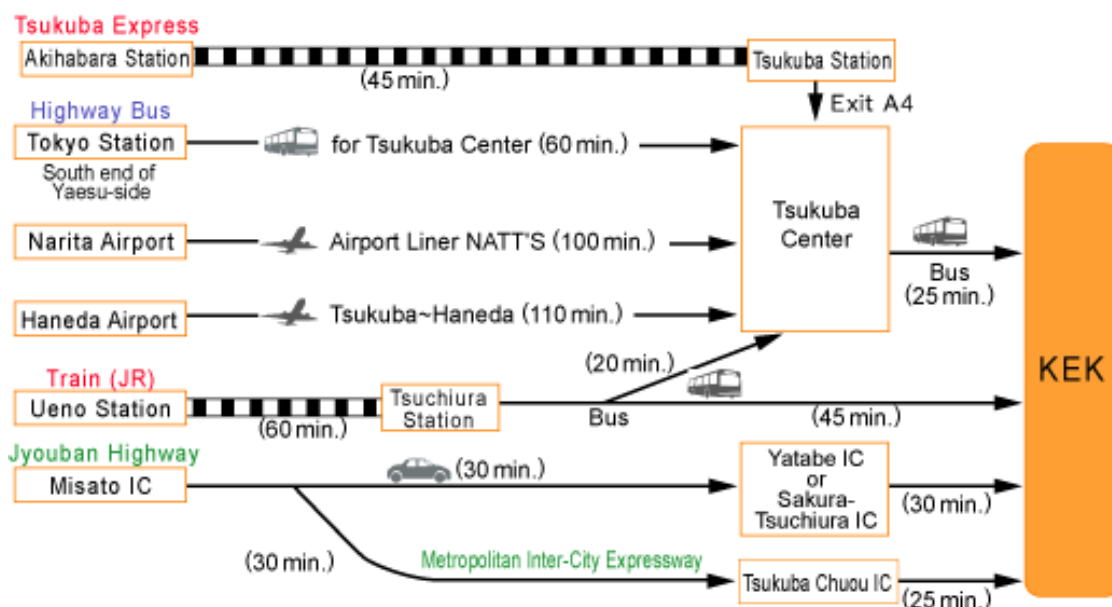 Tsukuba Express
Akihabara Station
(45 min.)
Tsukuba Station
Exit A4
Highway Bus
Tokyo Station
South end of
Yaesu-side
for Tsukuba Center (60 min.)
Narita Airport
Airport Liner NATT'S (100 min.)
Haneda Airport
Tsukuba~Haneda (110 min.)
Tsukuba
Center
Bus
(25 min.)
KEK
Train (JR)
Ueno Station
(60 min.)
Tsuchiura
Station
(20 min.)
Bus
(45 min.)
Jyouban Highway
Misato IC
(30 min.)
Yatabe IC
or
Sakura-
Tsuchiura IC
(30 min.)
(30 min.)
Metropolitan Inter-City Expressway
Tsukuba Chuou IC
(25 min.)